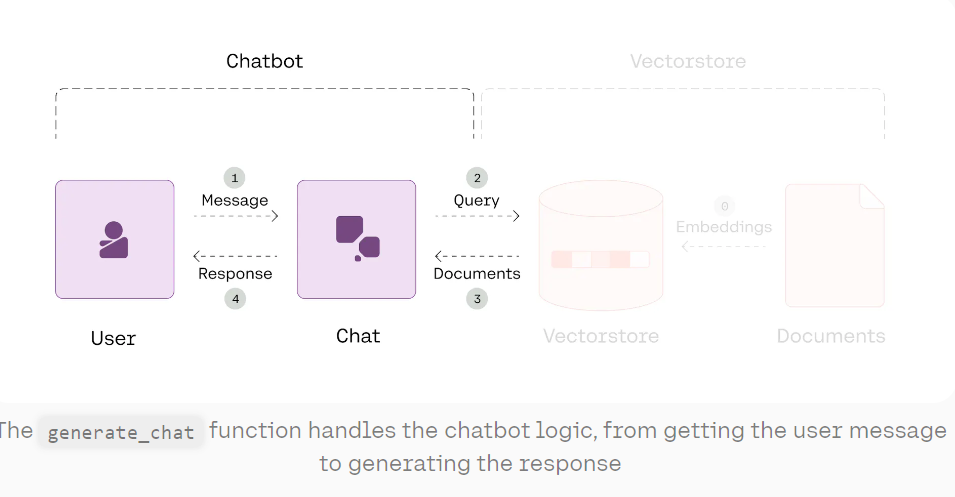 Chatbot
Vectorstore
1
Message
2
Query
0
Embeddings
Response
4
Documents
3
User
Chat
Vectorstore
Documents
The generate_chat function handles the chatbot logic, from getting the user message
to generating the response